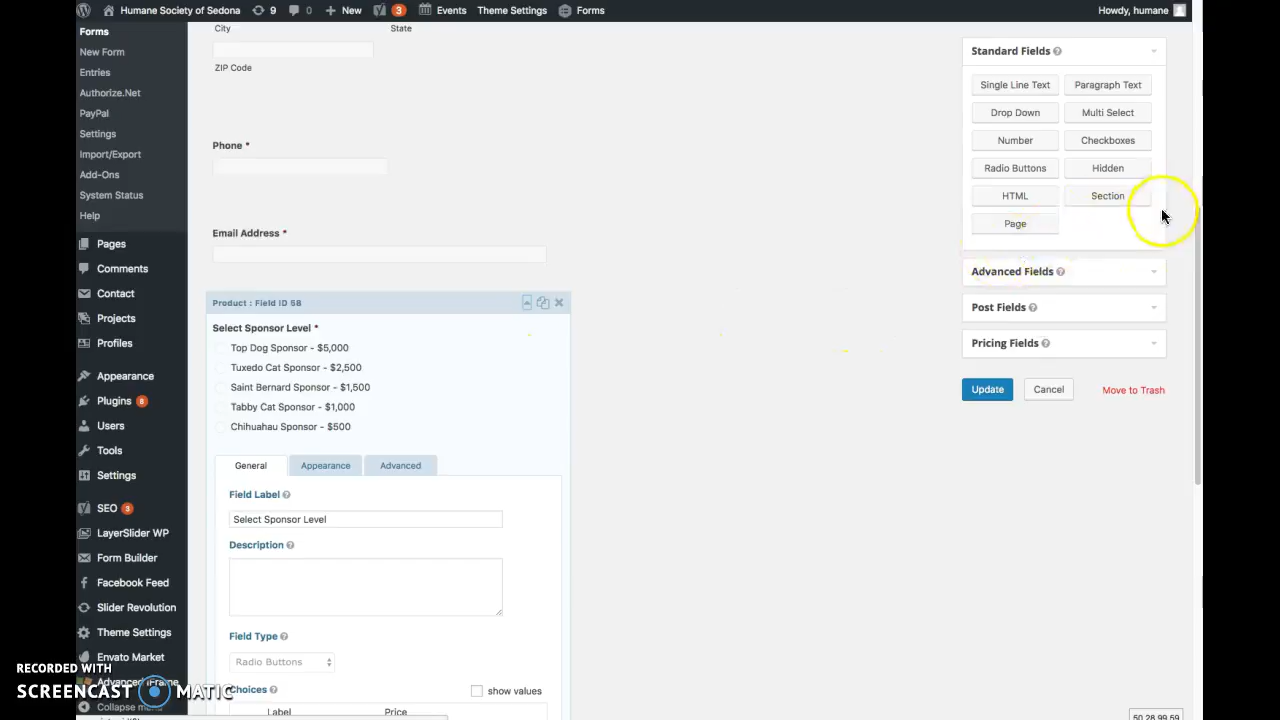 Humane Society of Sedona 9 0 New 3 Events Theme Settings Forms Howdy, humane
Forms
New Form
Entries
Authorize.Net
PayPal
Settings
Import/Export
Add-Ons
System Status
Help
Pages
Comments
Contact
Projects
Profiles
Appearance
Plugins 8
Users
Tools
Settings
SEO 3
LayerSlider WP
Form Builder
Facebook Feed
Slider Revolution
Theme Settings
Envato Market
Advanced iFrame
Collapse menu
City State
ZIP Code
Phone *
Email Address *
Product : Field ID 58
Select Sponsor Level *
Top Dog Sponsor - $5,000
Tuxedo Cat Sponsor - $2,500
Saint Bernard Sponsor - $1,500
Tabby Cat Sponsor - $1,000
Chihuahau Sponsor - $500
General Appearance Advanced
Field Label
Select Sponsor Level
Description
Field Type
Radio Buttons
Choices show values
Label Price
Standard Fields
Single Line Text Paragraph Text
Drop Down Multi Select
Number Checkboxes
Radio Buttons Hidden
HTML Section
Page
Advanced Fields
Post Fields
Pricing Fields
Update Cancel Move to Trash
RECORDED WITH
SCREENCAST MATIC
50.28.99.59